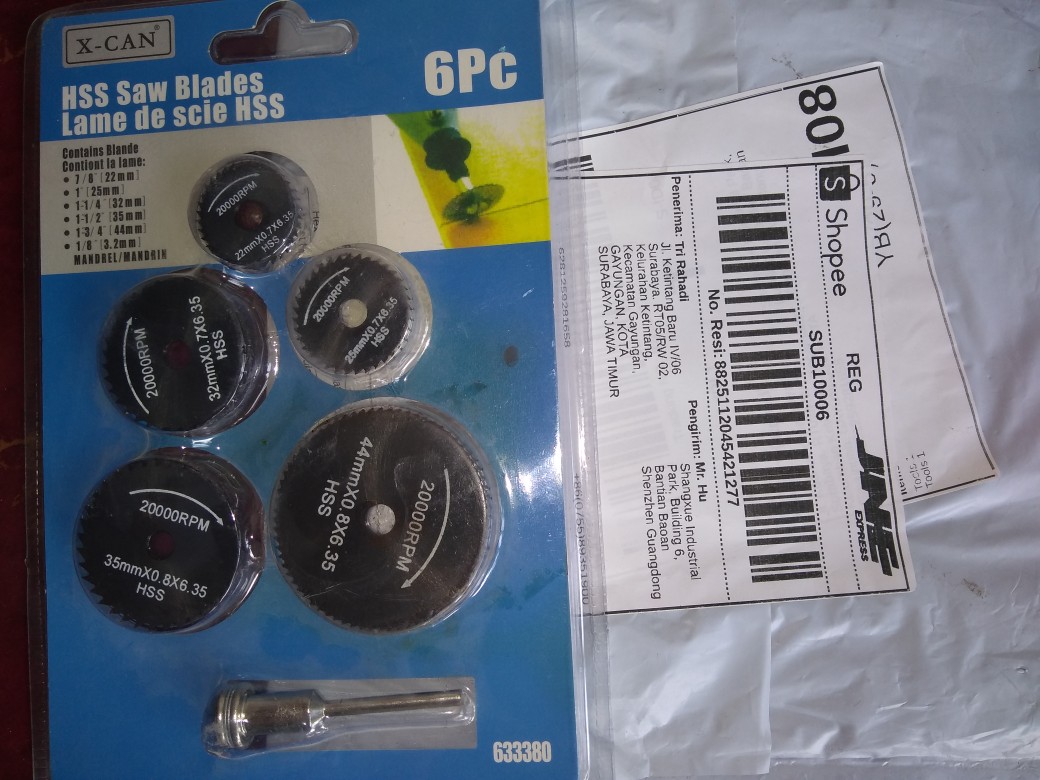 X-CAN®
HSS Saw Blades
Lame de scie HSS
6Pc
Contains Blande
Contiont la lame:
• 7/8" [22mm]
• 1" [25mm]
• 1-1/4" [32mm]
• 1-1/2" [35mm]
• 1-3/4" [44mm]
• 1/8" [3.2mm]
MANDREL/MANDRIN
20000RPM
22mmX0.7X6.35
HSS
20000RPM
25mmX0.7X6.35
HSS
20000RPM
32mmX0.7X6.35
HSS
20000RPM
35mmX0.8X6.35
HSS
20000RPM
44mmX0.8X6.35
HSS
633380
S Shopee
REG
JNE
EXPRESS
SUB10006
No. Resi: 8825112045421277
Penerima: Tri Rahadi
Jl. Ketintang Baru IV/06
Surabaya. RT05/RW 02,
Kelurahan Ketintang,
Kecamatan Gayungan,
GAYUNGAN, KOTA
SURABAYA, JAWA TIMUR
Pengirim: Mr. Hu
Shangxue Industrial
Park, Building 6,
Bantian Baoan
Shenzhen Guangdong
6281259281658
Tools 1